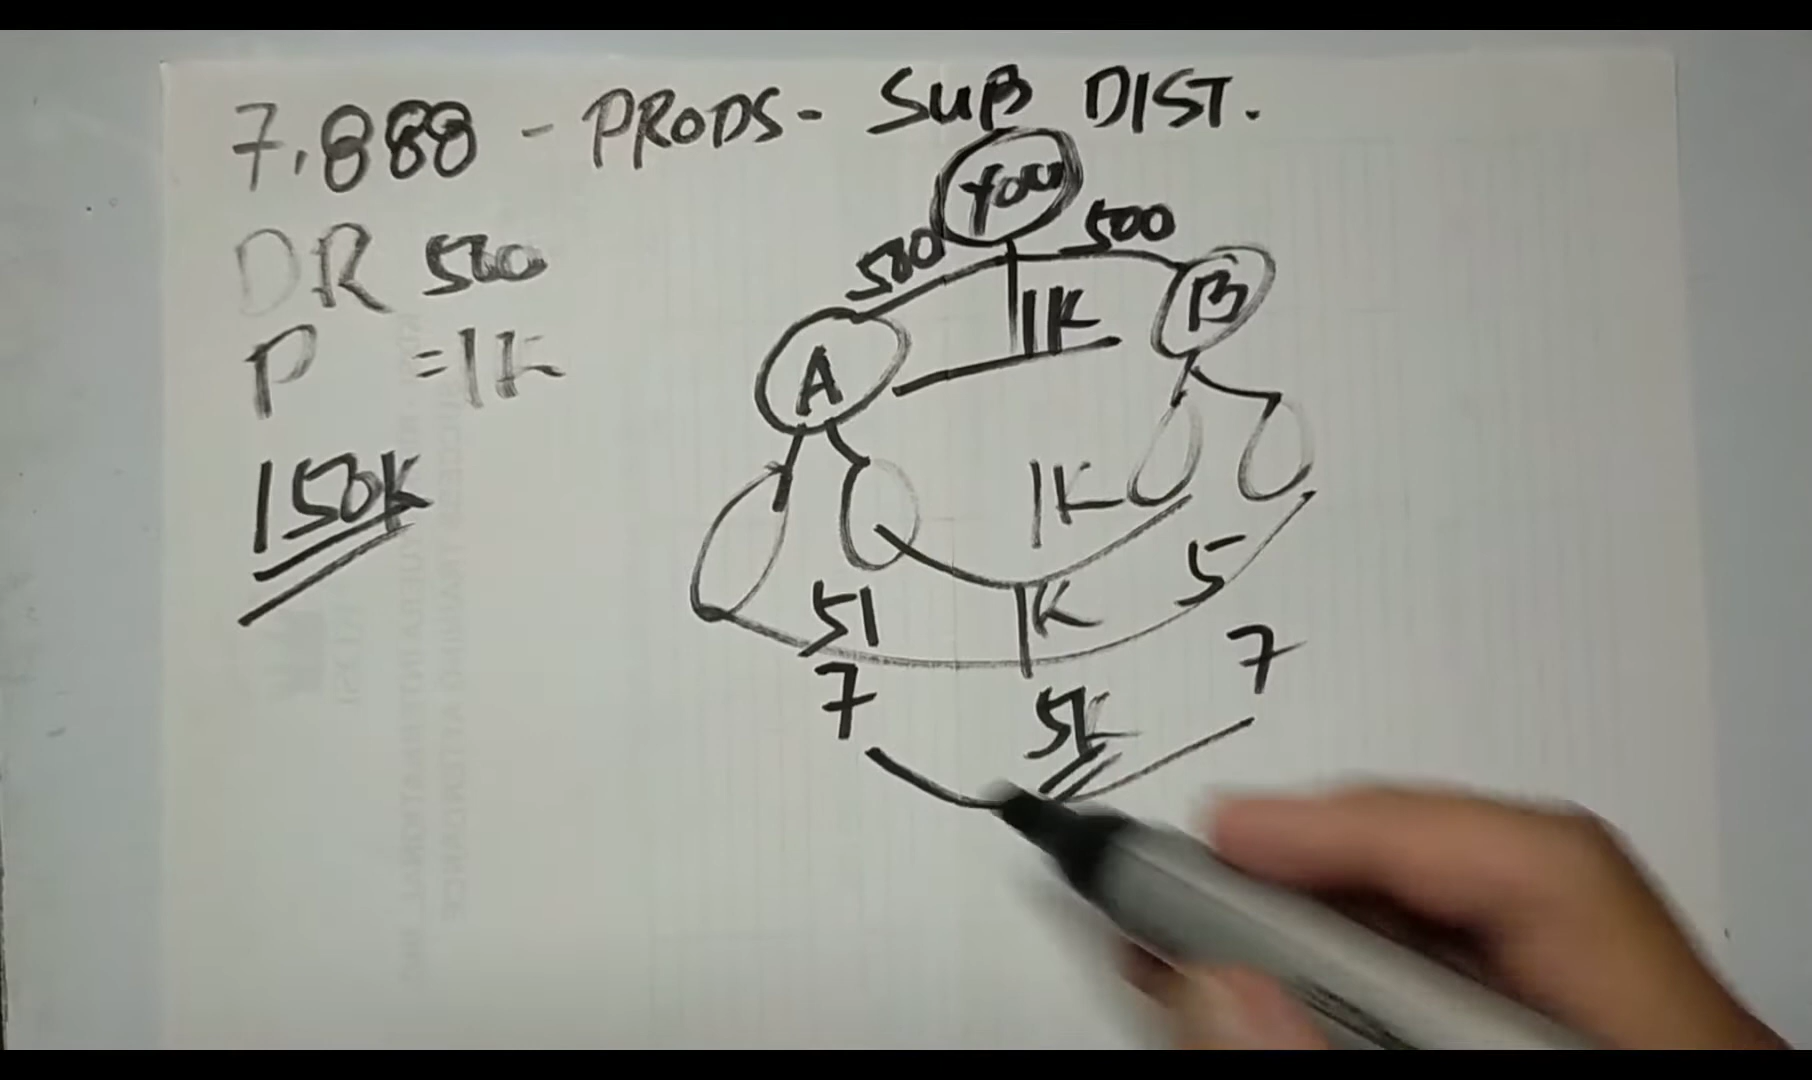 7,888 - PRODS - SUB DIST.
YOU
DR 500
500
500
P = 1K
1K
A
B
150K
1K
51
1K
5
7
5K
7